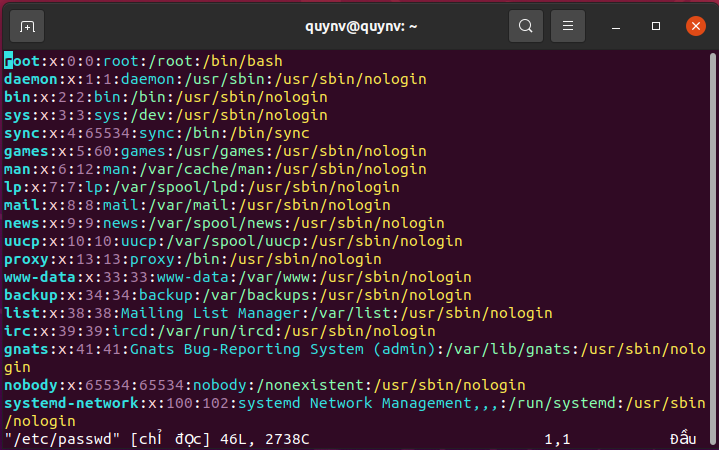 quynv@quynv: ~
root:x:0:0:root:/root:/bin/bash
daemon:x:1:1:daemon:/usr/sbin:/usr/sbin/nologin
bin:x:2:2:bin:/bin:/usr/sbin/nologin
sys:x:3:3:sys:/dev:/usr/sbin/nologin
sync:x:4:65534:sync:/bin:/bin/sync
games:x:5:60:games:/usr/games:/usr/sbin/nologin
man:x:6:12:man:/var/cache/man:/usr/sbin/nologin
lp:x:7:7:lp:/var/spool/lpd:/usr/sbin/nologin
mail:x:8:8:mail:/var/mail:/usr/sbin/nologin
news:x:9:9:news:/var/spool/news:/usr/sbin/nologin
uucp:x:10:10:uucp:/var/spool/uucp:/usr/sbin/nologin
proxy:x:13:13:proxy:/bin:/usr/sbin/nologin
www-data:x:33:33:www-data:/var/www:/usr/sbin/nologin
backup:x:34:34:backup:/var/backups:/usr/sbin/nologin
list:x:38:38:Mailing List Manager:/var/list:/usr/sbin/nologin
irc:x:39:39:ircd:/var/run/ircd:/usr/sbin/nologin
gnats:x:41:41:Gnats Bug-Reporting System (admin):/var/lib/gnats:/usr/sbin/nolo
gin
nobody:x:65534:65534:nobody:/nonexistent:/usr/sbin/nologin
systemd-network:x:100:102:systemd Network Management,,,:/run/systemd:/usr/sbin
/nologin
"/etc/passwd" [chỉ đọc] 46L, 2738C 1,1 Đầu